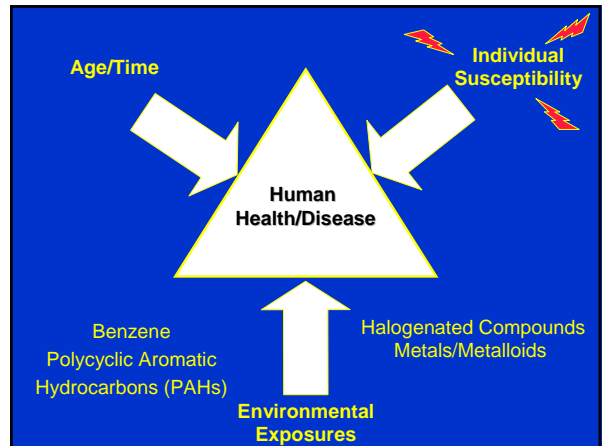 Age/Time
Individual
Susceptibility
Human
Health/Disease
Benzene
Polycyclic Aromatic
Hydrocarbons (PAHs)
Halogenated Compounds
Metals/Metalloids
Environmental
Exposures